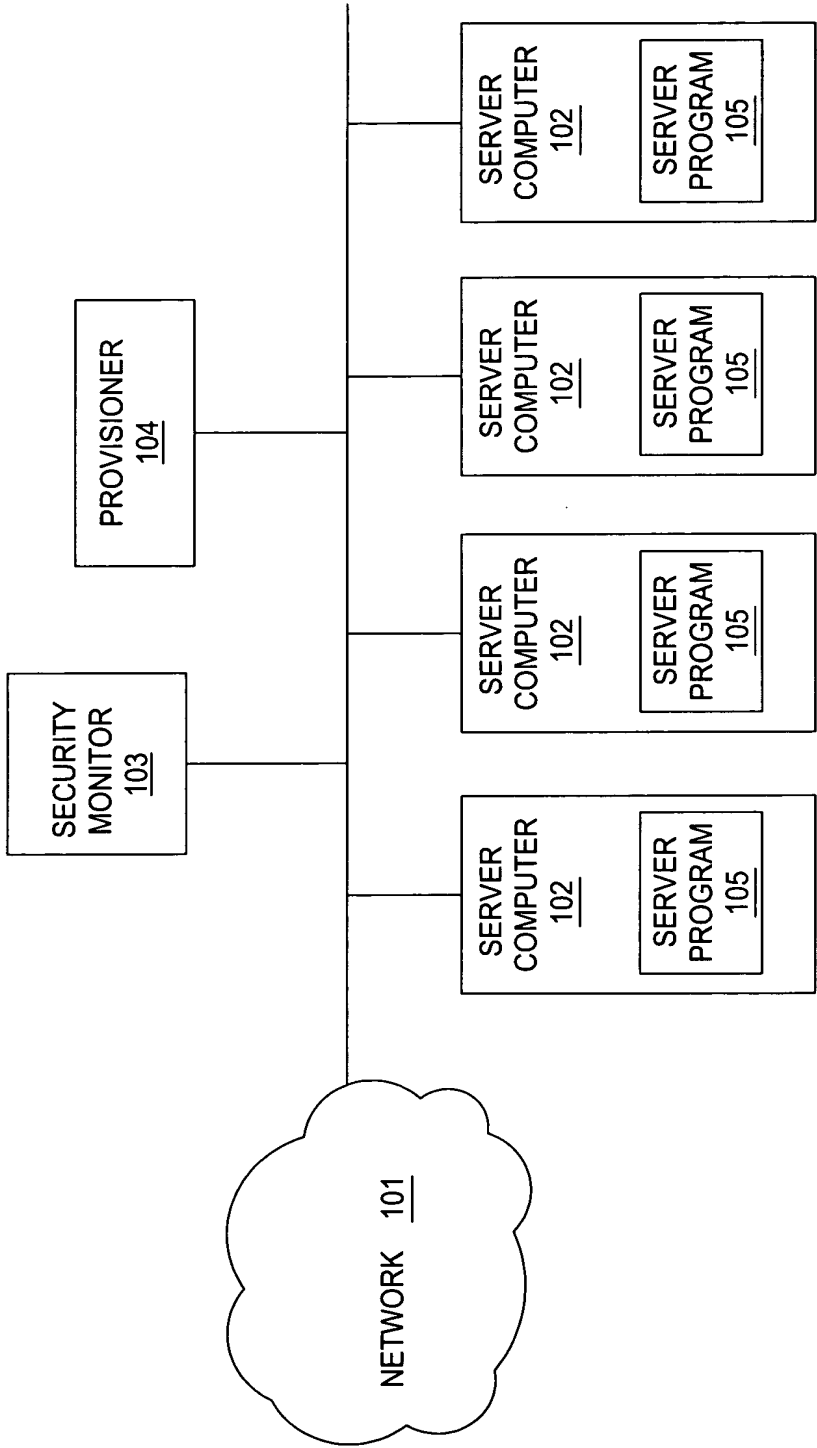 SECURITY
MONITOR
103
PROVISIONER
104
NETWORK 101
SERVER
COMPUTER
102
SERVER
PROGRAM
105
SERVER
COMPUTER
102
SERVER
PROGRAM
105
SERVER
COMPUTER
102
SERVER
PROGRAM
105
SERVER
COMPUTER
102
SERVER
PROGRAM
105